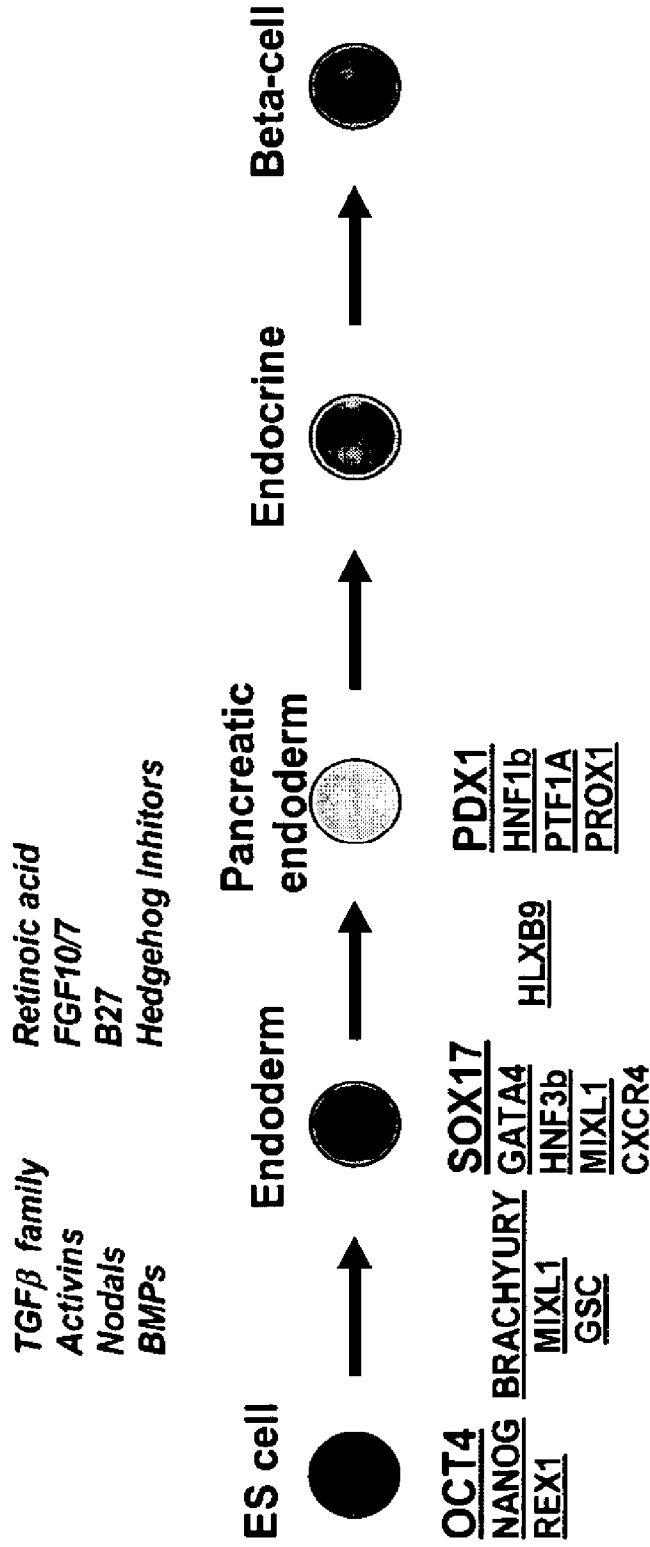 TGFβ family
Activins
Nodals
BMPs
Retinoic acid
FGF10/7
B27
Hedgehog Inhitors
ES cell
Endoderm
Pancreatic
endoderm
Endocrine
Beta-cell
OCT4
NANOG
REX1
BRACHYURY
MIXL1
GSC
SOX17
GATA4
HNF3b
MIXL1
CXCR4
HLXB9
PDX1
HNF1b
PTF1A
PROX1